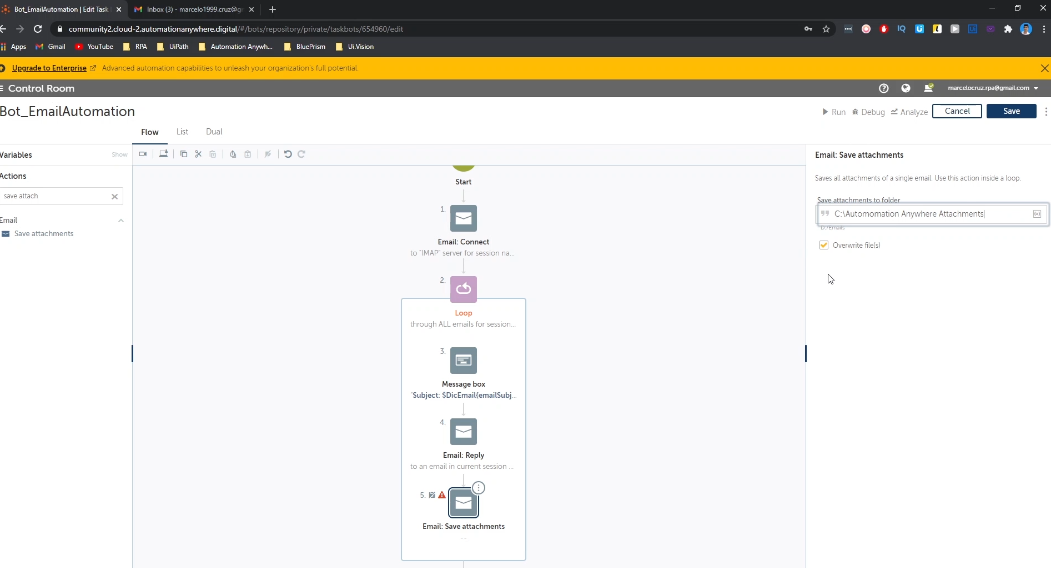 Bot_EmailAutomation | Edit Task
Inbox (3) - marcelo1999.cruz@g
community2.cloud-2.automationanywhere.digital/#/bots/repository/private/taskbots/654960/edit
Apps
Gmail
YouTube
RPA
UiPath
Automation Anywh...
BluePrism
Ui.Vision
Upgrade to Enterprise
Advanced automation capabilities to unleash your organization's full potential.
Control Room
marcelocruz.rpa@gmail.com
Bot_EmailAutomation
Run
Debug
Analyze
Cancel
Save
Flow
List
Dual
Variables
Show
Actions
save attach
Email
Save attachments
Start
1.
Email: Connect
to "IMAP" server for session na...
2.
Loop
through ALL emails for session...
3.
Message box
"Subject: $DicEmail{emailSubj...
4.
Email: Reply
to an email in current session ...
5.
Email: Save attachments
...
Email: Save attachments
Saves all attachments of a single email. Use this action inside a loop.
Save attachments to folder
C:\Automomation Anywhere Attachments
Overwrite file(s)